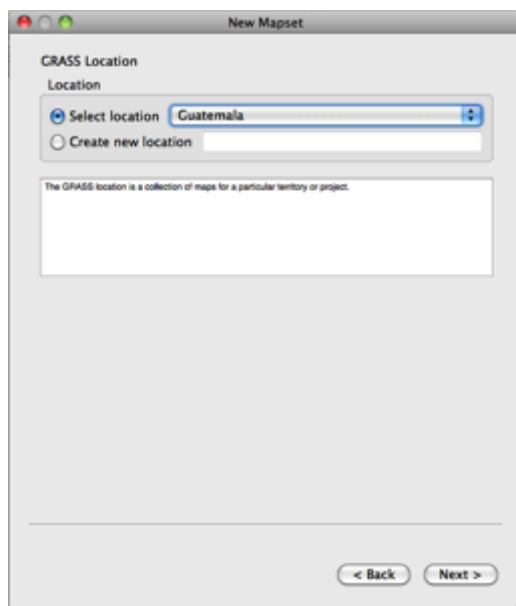 New Mapset
GRASS Location
Location
Select location Guatemala
Create new location
The GRASS location is a collection of maps for a particular territory or project.
< Back Next >